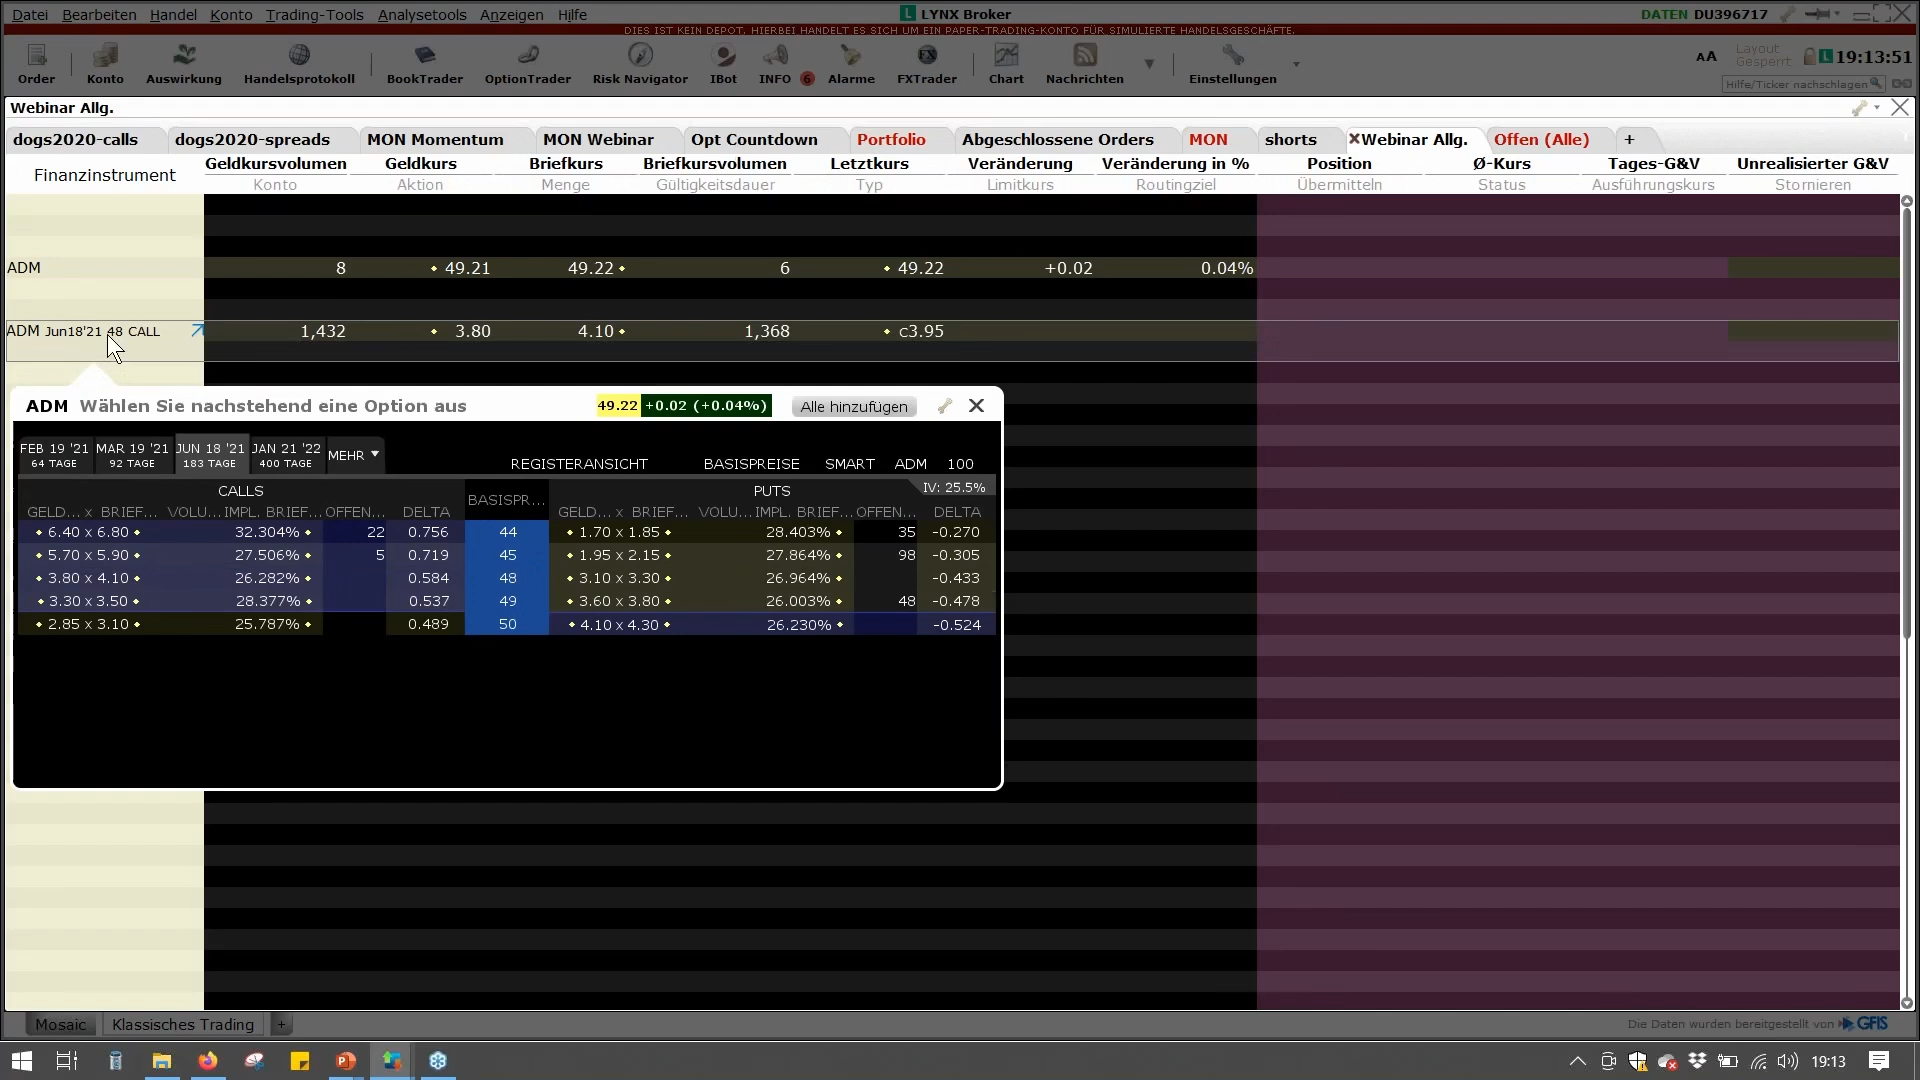 Datei Bearbeiten Handel Konto Trading-Tools Analysetools Anzeigen Hilfe
L LYNX Broker
DATEN DU396717
DIES IST KEIN DEPOT. HIERBEI HANDELT ES SICH UM EIN PAPER-TRADING-KONTO FÜR SIMULIERTE HANDELSGESCHÄFTE.
Order Konto Auswirkung Handelsprotokoll BookTrader OptionTrader Risk Navigator IBot INFO 6 Alarme FX FXTrader Chart Nachrichten Einstellungen
AA Layout Gesperrt L 19:13:51
Hilfe/Ticker nachschlagen
Webinar Allg.
dogs2020-calls dogs2020-spreads MON Momentum MON Webinar Opt Countdown Portfolio Abgeschlossene Orders MON shorts Webinar Allg. Offen (Alle) +
Finanzinstrument
Geldkursvolumen Geldkurs Briefkurs Briefkursvolumen Letztkurs Veränderung Veränderung in % Position Ø-Kurs Tages-G&V Unrealisierter G&V
Konto Aktion Menge Gültigkeitsdauer Typ Limitkurs Routingziel Übermitteln Status Ausführungskurs Stornieren
ADM 8 49.21 49.22 6 49.22 +0.02 0.04%
ADM Jun18'21 48 CALL 1,432 3.80 4.10 1,368 C3.95
ADM Wählen Sie nachstehend eine Option aus 49.22 +0.02 (+0.04%) Alle hinzufügen
FEB 19 '21 MAR 19 '21 JUN 18 '21 JAN 21 '22 MEHR
64 TAGE 92 TAGE 183 TAGE 400 TAGE
REGISTERANSICHT BASISPREISE SMART ADM 100
IV: 25.5%
CALLS BASISPR... PUTS
GELD... x BRIEF... VOLU... IMPL. BRIEF... OFFEN... DELTA GELD... x BRIEF... VOLU... IMPL. BRIEF... OFFEN... DELTA
6.40 x 6.80 32.304% 22 0.756 44 1.70 x 1.85 28.403% 35 -0.270
5.70 x 5.90 27.506% 5 0.719 45 1.95 x 2.15 27.864% 98 -0.305
3.80 x 4.10 26.282% 0.584 48 3.10 x 3.30 26.964% -0.433
3.30 x 3.50 28.377% 0.537 49 3.60 x 3.80 26.003% 48 -0.478
2.85 x 3.10 25.787% 0.489 50 4.10 x 4.30 26.230% -0.524
Mosaic Klassisches Trading +
Die Daten wurden bereitgestellt von GFIS
19:13